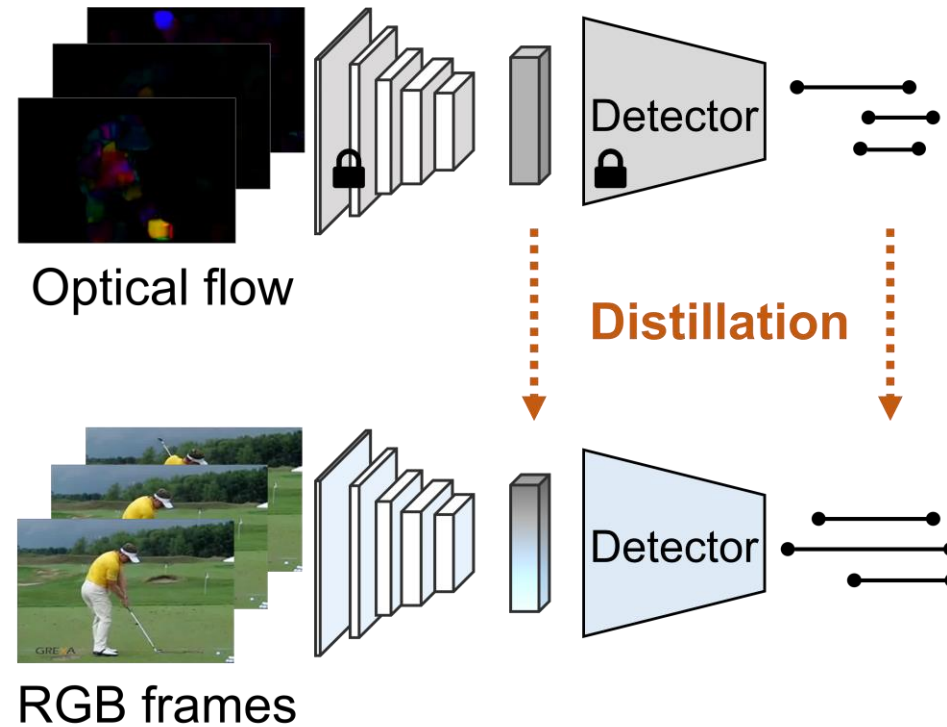 Detector
Optical flow
Distillation
Detector
RGB frames